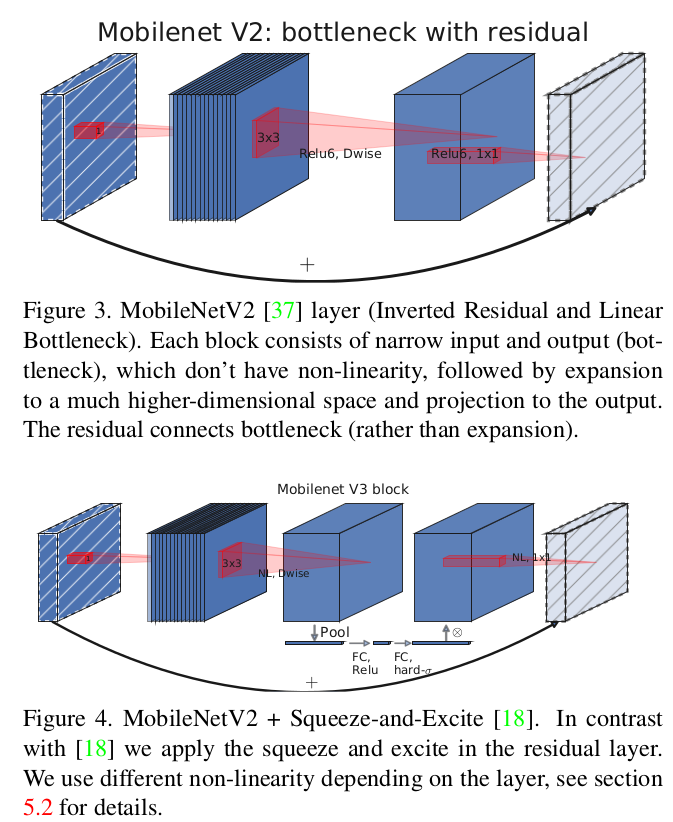 Mobilenet V2: bottleneck with residual
1
3x3
Relu6, Dwise
Relu6, 1x1
+
Figure 3. MobileNetV2 [37] layer (Inverted Residual and Linear
Bottleneck). Each block consists of narrow input and output (bot-
tleneck), which don’t have non-linearity, followed by expansion
to a much higher-dimensional space and projection to the output.
The residual connects bottleneck (rather than expansion).
Mobilenet V3 block
1
3x3
NL, Dwise
NL, 1x1
Pool
⊗
FC,
Relu
FC,
hard-σ
+
Figure 4. MobileNetV2 + Squeeze-and-Excite [18]. In contrast
with [18] we apply the squeeze and excite in the residual layer.
We use different non-linearity depending on the layer, see section
5.2 for details.